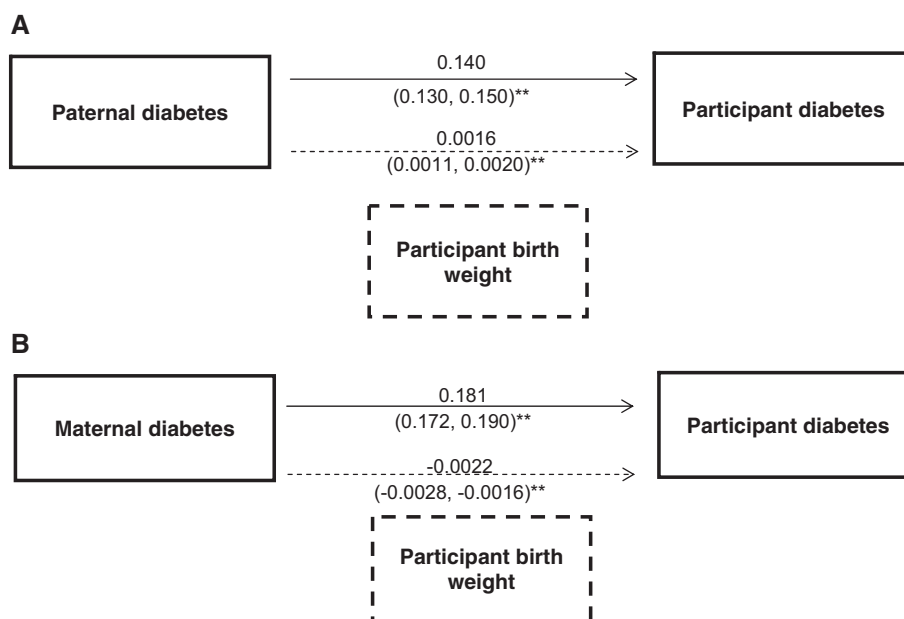 A
Paternal diabetes
0.140
(0.130, 0.150)**
0.0016
(0.0011, 0.0020)**
Participant diabetes
Participant birth
weight
B
Maternal diabetes
0.181
(0.172, 0.190)**
-0.0022
(-0.0028, -0.0016)**
Participant diabetes
Participant birth
weight